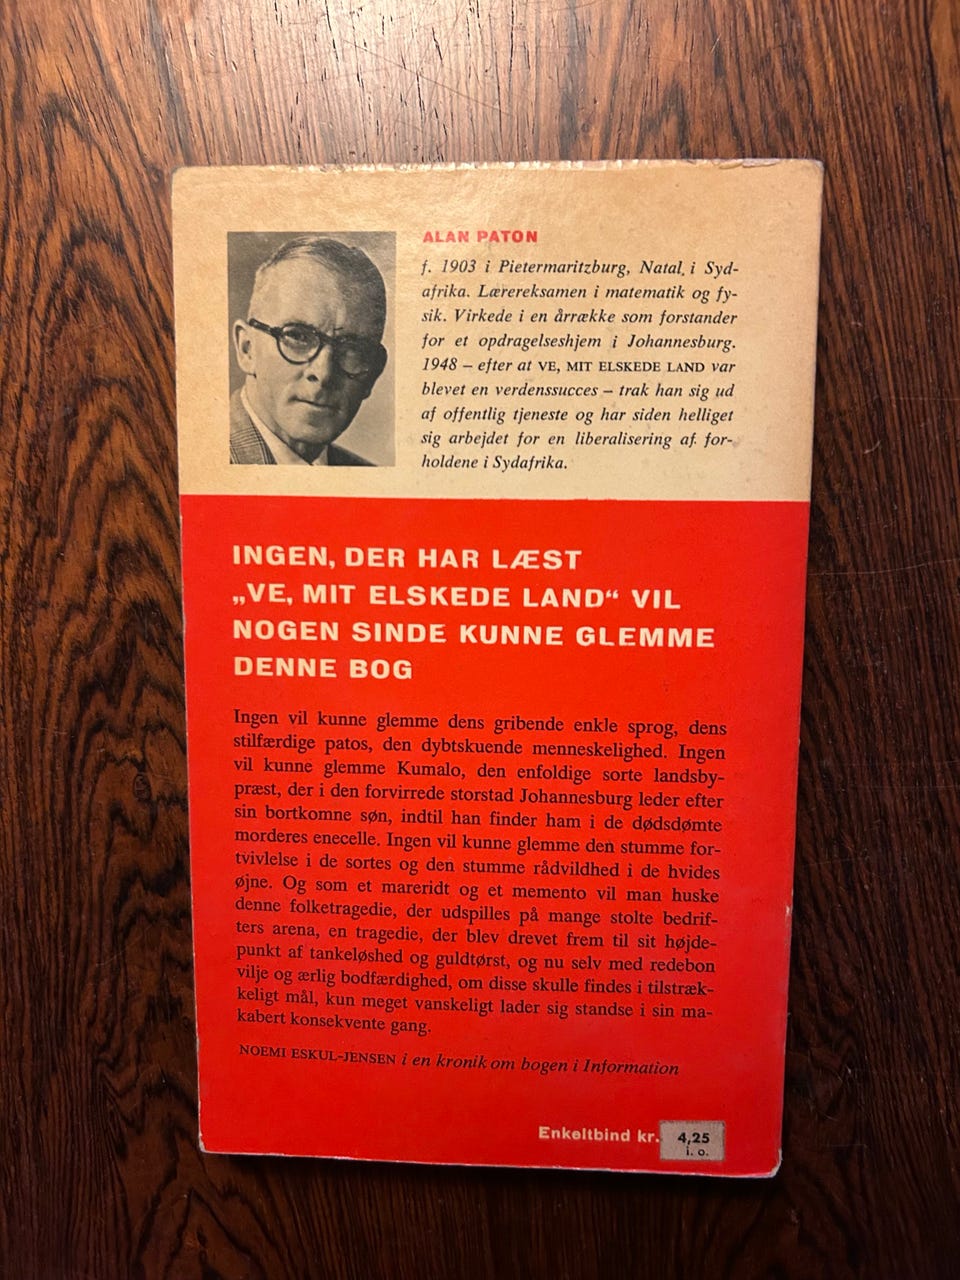 ALAN PATON
f. 1903 i Pietermaritzburg, Natal, i Syd-
afrika. Lærereksamen i matematik og fy-
sik. Virkede i en årrække som forstander
for et opdragelseshjem i Johannesburg.
1948 – efter at VE, MIT ELSKEDE LAND var
blevet en verdenssucces – trak han sig ud
af offentlig tjeneste og har siden helliget
sig arbejdet for en liberalisering af for-
holdene i Sydafrika.
INGEN, DER HAR LÆST
„VE, MIT ELSKEDE LAND“ VIL
NOGEN SINDE KUNNE GLEMME
DENNE BOG
Ingen vil kunne glemme dens gribende enkle sprog, dens
stilfærdige patos, den dybtskuende menneskelighed. Ingen
vil kunne glemme Kumalo, den enfoldige sorte landsby-
præst, der i den forvirrede storstad Johannesburg leder efter
sin bortkomne søn, indtil han finder ham i de dødsdømte
morderes enecelle. Ingen vil kunne glemme den stumme for-
tvivlelse i de sortes og den stumme rådvildhed i de hvides
øjne. Og som et mareridt og et memento vil man huske
denne folketragedie, der udspilles på mange stolte bedrif-
ters arena, en tragedie, der blev drevet frem til sit højde-
punkt af tankeløshed og guldtørst, og nu selv med redebon
vilje og ærlig bodfærdighed, om disse skulle findes i tilstræk-
keligt mål, kun meget vanskeligt lader sig standse i sin ma-
kabert konsekvente gang.
NOEMI ESKUL-JENSEN i en kronik om bogen i Information
Enkeltbind kr. 4,25
i. o.